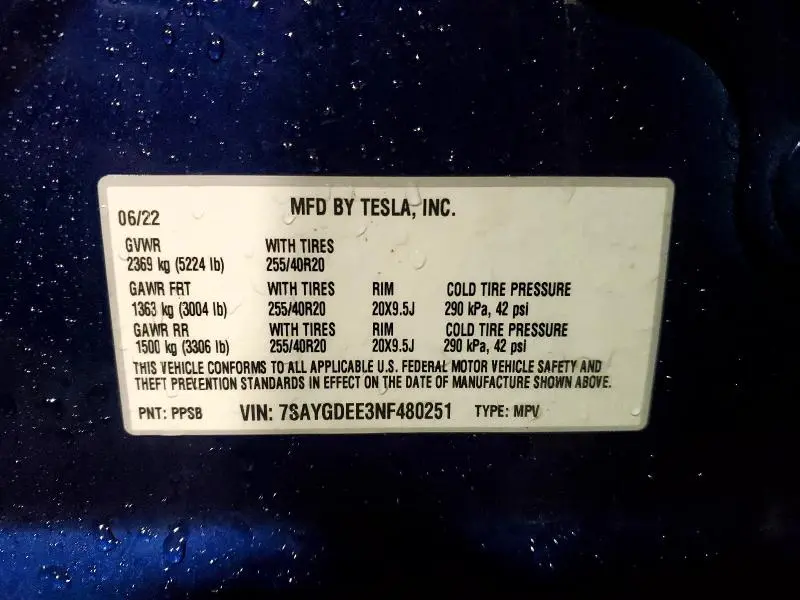 MFD BY TESLA, INC.
06/22
GVWR WITH TIRES
2369 kg (5224 lb) 255/40R20
GAWR FRT WITH TIRES RIM COLD TIRE PRESSURE
1363 kg (3004 lb) 255/40R20 20X9.5J 290 kPa, 42 psi
GAWR RR WITH TIRES RIM COLD TIRE PRESSURE
1500 kg (3306 lb) 255/40R20 20X9.5J 290 kPa, 42 psi
THIS VEHICLE CONFORMS TO ALL APPLICABLE U.S. FEDERAL MOTOR VEHICLE SAFETY AND
THEFT PREVENTION STANDARDS IN EFFECT ON THE DATE OF MANUFACTURE SHOWN ABOVE.
PNT: PPSB VIN: 7SAYGDEE3NF480251 TYPE: MPV